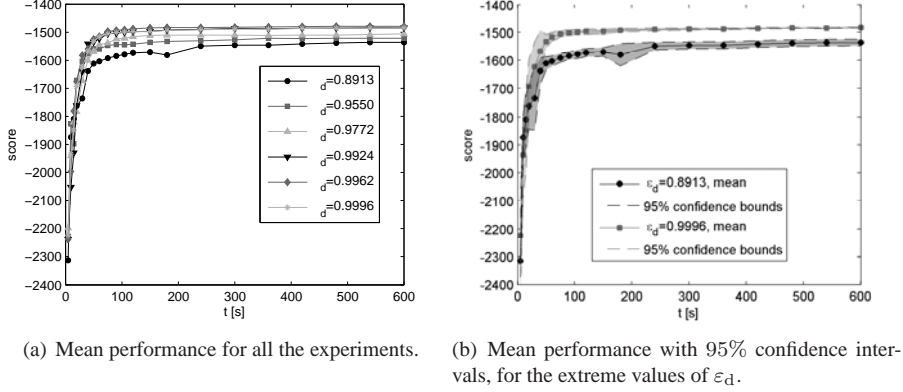 -1400
-1500
-1600
-1700
-1800
-1900
-2000
-2100
-2200
-2300
-2400
score
0 100 200 300 400 500 600
t [s]
d=0.8913
d=0.9550
d=0.9772
d=0.9924
d=0.9962
d=0.9996
(a) Mean performance for all the experiments.
-1400
-1500
-1600
-1700
-1800
-1900
-2000
-2100
-2200
-2300
-2400
score
0 100 200 300 400 500 600
t [s]
εd=0.8913, mean
95% confidence bounds
εd=0.9996, mean
95% confidence bounds
(b) Mean performance with 95% confidence inter-
vals, for the extreme values of εd.